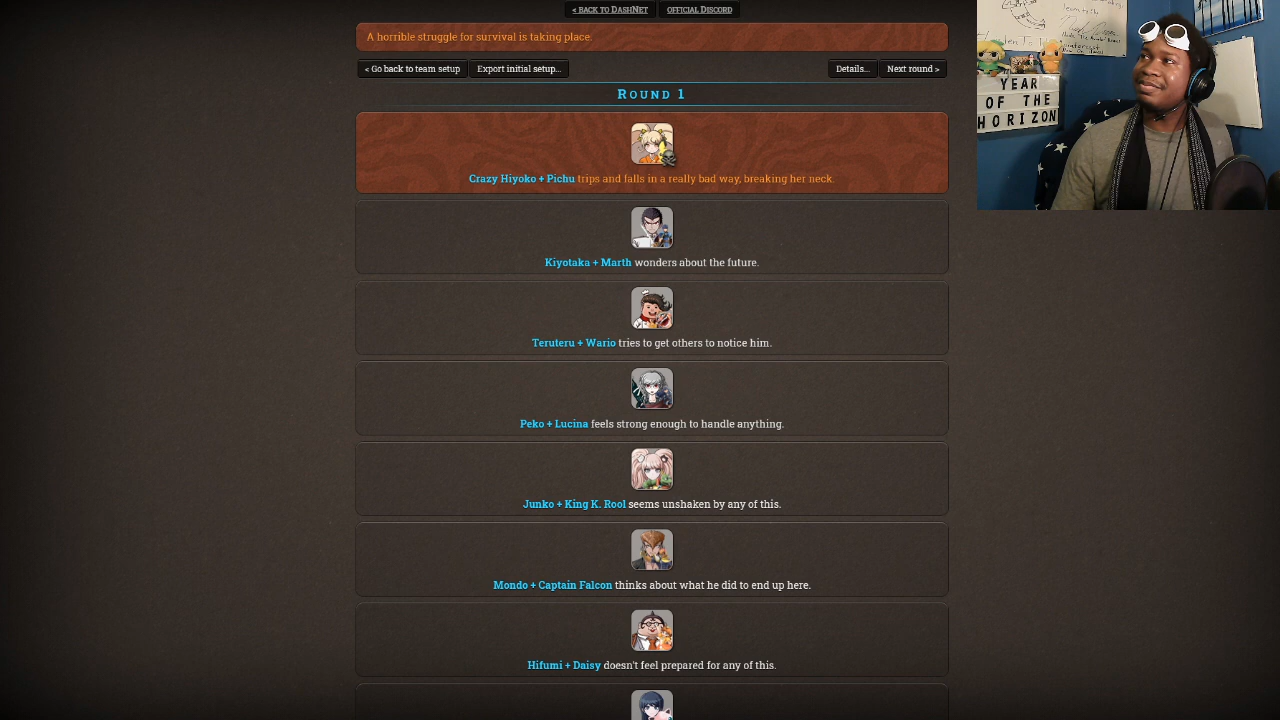 < BACK TO DASHNET
OFFICIAL DISCORD
A horrible struggle for survival is taking place.
< Go back to team setup
Export initial setup...
Details...
Next round >
ROUND 1
Crazy Hiyoko + Pichu trips and falls in a really bad way, breaking her neck.
Kiyotaka + Marth wonders about the future.
Teruteru + Wario tries to get others to notice him.
Peko + Lucina feels strong enough to handle anything.
Junko + King K. Rool seems unshaken by any of this.
Mondo + Captain Falcon thinks about what he did to end up here.
Hifumi + Daisy doesn't feel prepared for any of this.
YEAR
OF THE
HORIZON